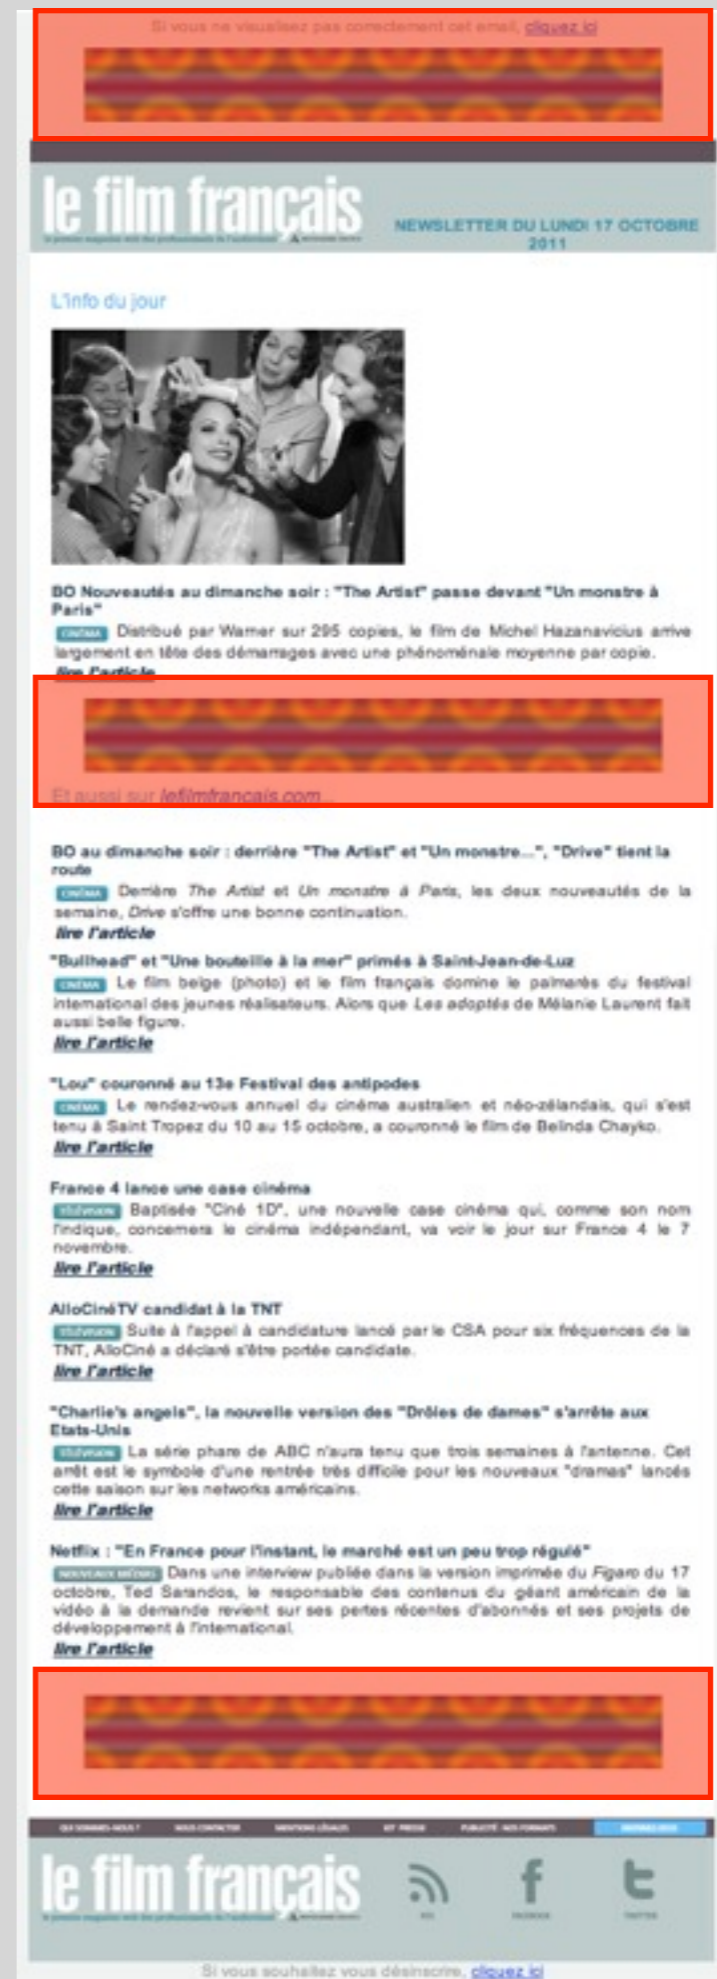 Si vous ne visualisez pas correctement cet email, cliquez ici
le film français
NEWSLETTER DU LUNDI 17 OCTOBRE
2011
L'info du jour
BO Nouveautés au dimanche soir : "The Artist" passe devant "Un monstre à
Paris"
CINÉMA Distribué par Warner sur 295 copies, le film de Michel Hazanavicius arrive
largement en tête des démarrages avec une phénoménale moyenne par copie.
lire l'article
Et aussi sur lefilmfrancais.com...
BO au dimanche soir : derrière "The Artist" et "Un monstre...", "Drive" tient la
route
CINÉMA Derrière The Artist et Un monstre à Paris, les deux nouveautés de la
semaine, Drive s'offre une bonne continuation.
lire l'article
"Bullhead" et "Une bouteille à la mer" primés à Saint-Jean-de-Luz
CINÉMA Le film belge (photo) et le film français domine le palmarès du festival
international des jeunes réalisateurs. Alors que Les adoptés de Mélanie Laurent fait
aussi belle figure.
lire l'article
"Lou" couronné au 13e Festival des antipodes
CINÉMA Le rendez-vous annuel du cinéma australien et néo-zélandais, qui s'est
tenu à Saint Tropez du 10 au 15 octobre, a couronné le film de Belinda Chayko.
lire l'article
France 4 lance une case cinéma
TÉLÉVISION Baptisée "Ciné 1D", une nouvelle case cinéma qui, comme son nom
l'indique, concernera le cinéma indépendant, va voir le jour sur France 4 le 7
novembre.
lire l'article
AlloCinéTV candidat à la TNT
TÉLÉVISION Suite à l'appel à candidature lancé par le CSA pour six fréquences de la
TNT, AlloCiné a déclaré s'être portée candidate.
lire l'article
"Charlie's angels", la nouvelle version des "Drôles de dames" s'arrête aux
Etats-Unis
TÉLÉVISION La série phare de ABC n'aura tenu que trois semaines à l'antenne. Cet
arrêt est le symbole d'une rentrée très difficile pour les nouveaux "dramas" lancés
cette saison sur les networks américains.
lire l'article
Netflix : "En France pour l'instant, le marché est un peu trop régulé"
NOUVEAUX MÉDIAS Dans une interview publiée dans la version imprimée du Figaro du 17
octobre, Ted Sarandos, le responsable des contenus du géant américain de la
vidéo à la demande revient sur ses pertes récentes d'abonnés et ses projets de
développement à l'international.
lire l'article
QUI SOMMES-NOUS ? NOUS CONTACTER MENTIONS LÉGALES KIT PRESSE PUBLICITÉ - NOS FORMATS ABONNEZ-VOUS
le film français
RSS FACEBOOK TWITTER
Si vous souhaitez vous désinscrire, cliquez ici